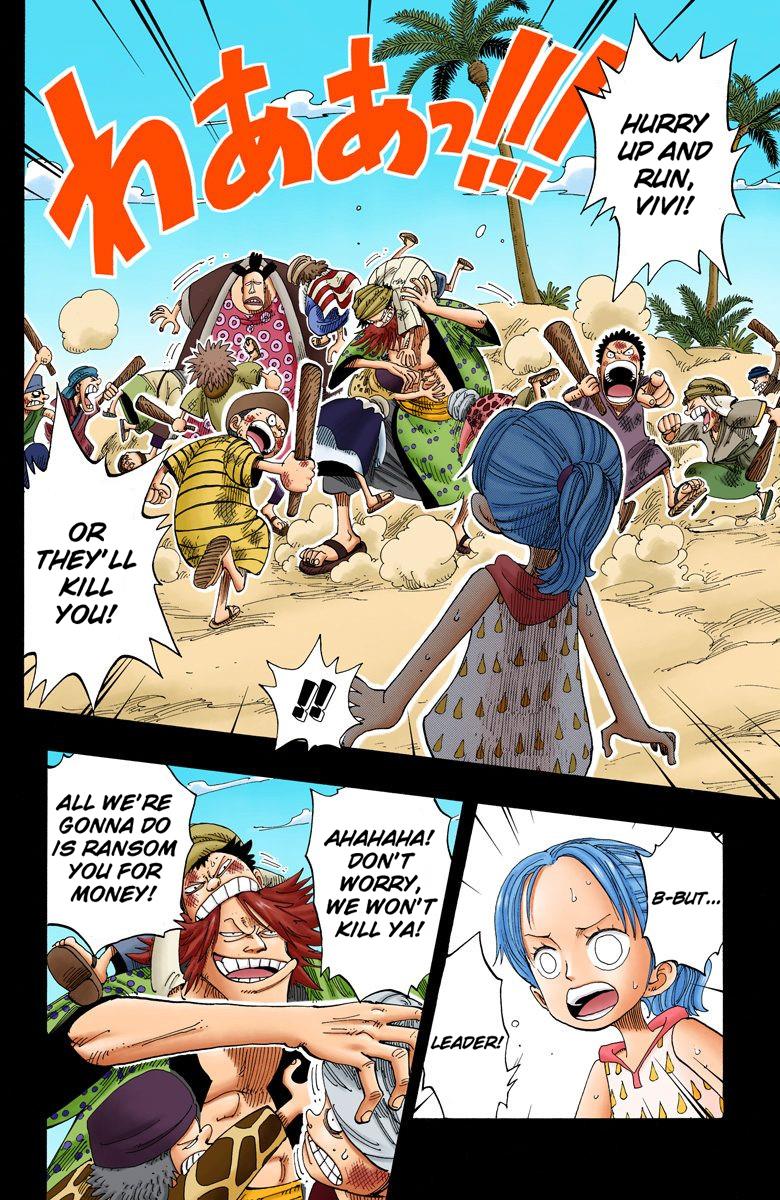 わああっ!!!
HURRY
UP AND
RUN,
VIVI!
OR
THEY'LL
KILL
YOU!
!!
AHAHAHA!
DON'T
WORRY,
WE WON'T
KILL YA!
ALL WE'RE
GONNA DO
IS RANSOM
YOU FOR
MONEY!
B-BUT...
LEADER!